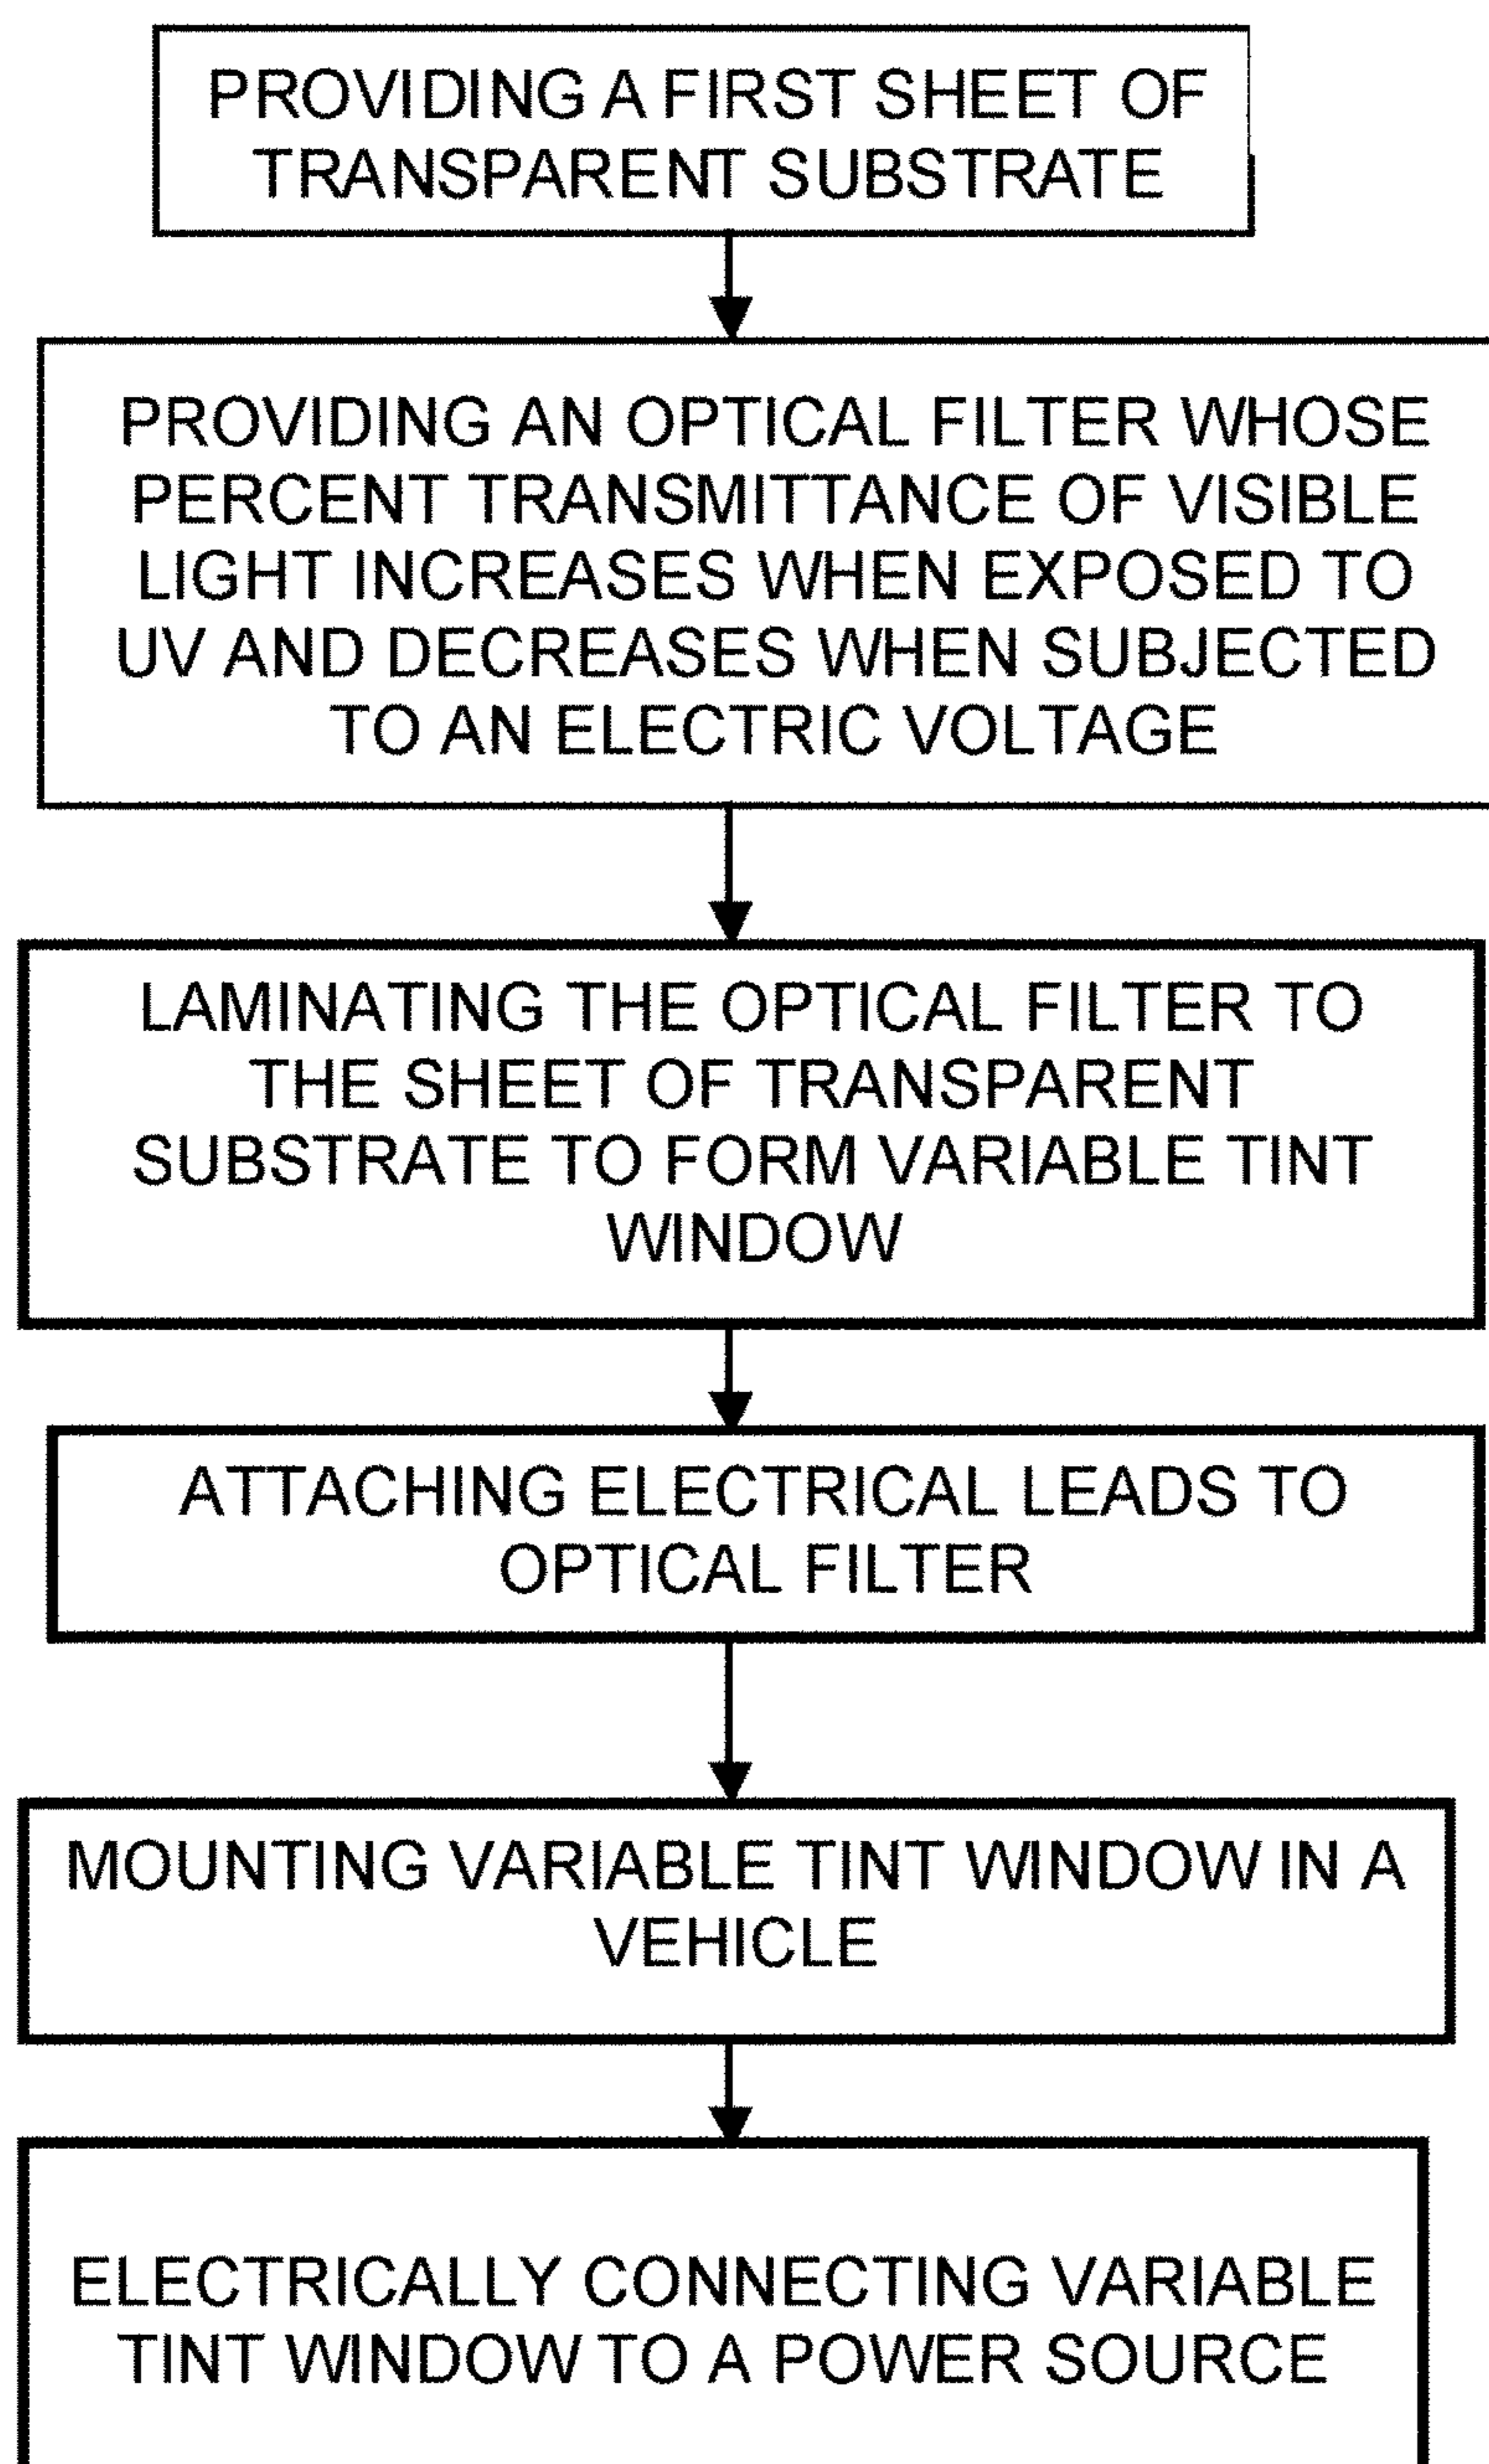 PROVIDING A FIRST SHEET OF
TRANSPARENT SUBSTRATE
PROVIDING AN OPTICAL FILTER WHOSE
PERCENT TRANSMITTANCE OF VISIBLE
LIGHT INCREASES WHEN EXPOSED TO
UV AND DECREASES WHEN SUBJECTED
TO AN ELECTRIC VOLTAGE
LAMINATING THE OPTICAL FILTER TO
THE SHEET OF TRANSPARENT
SUBSTRATE TO FORM VARIABLE TINT
WINDOW
ATTACHING ELECTRICAL LEADS TO
OPTICAL FILTER
MOUNTING VARIABLE TINT WINDOW IN A
VEHICLE
ELECTRICALLY CONNECTING VARIABLE
TINT WINDOW TO A POWER SOURCE